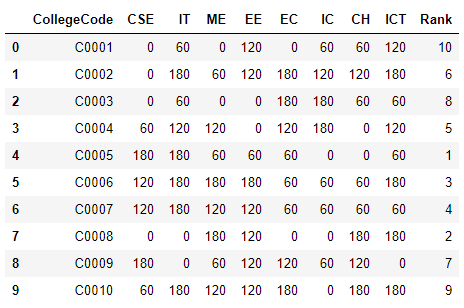 CollegeCode CSE IT ME EE EC IC CH ICT Rank
0 C0001 0 60 0 120 0 60 60 120 10
1 C0002 0 180 60 120 180 120 120 180 6
2 C0003 0 60 0 0 180 180 60 60 8
3 C0004 60 120 120 0 120 180 0 120 5
4 C0005 180 180 60 60 60 0 0 60 1
5 C0006 120 180 180 180 60 60 60 180 3
6 C0007 120 180 120 120 60 60 60 60 4
7 C0008 0 0 180 120 0 0 180 180 2
8 C0009 180 0 60 120 120 60 120 0 7
9 C0010 60 180 120 120 180 0 180 180 9